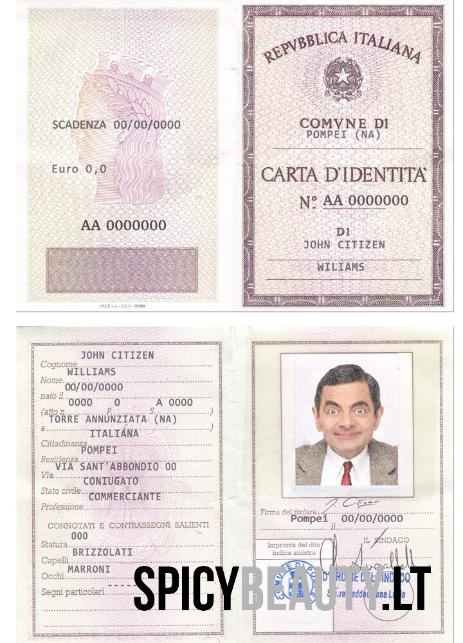 SCADENZA 00/00/0000
Euro 0,0
AA 0000000
REPVBBLICA ITALIANA
COMVNE DI
POMPEI (NA)
CARTA D'IDENTITA
Nº AA 0000000
DI
JOHN CITIZEN
WILIAMS
JOHN CITIZEN
Cognome
WILLIAMS
Nome
00/00/0000
nato il
0000 0 A 0000
(atto n. P. S. )
TORRE ANNUNZIATA (NA)
a ( )
ITALIANA
Cittadinanza
POMPEI
Residenza
VIA SANT'ABBONDIO 00
Via
CONIUGATO
Stato civile
COMMERCIANTE
Professione
CONNOTATI E CONTRASSEGNI SALIENTI
000
Statura
BRIZZOLATI
Capelli
MARRONI
Occhi
Segni particolari
Firma del titolare
Pompei 00/00/0000
li
IL SINDACO
Impronta del dito
indice sinistro
D'ORDINE DEL SINDACO
SPICYBEAUTY.LT